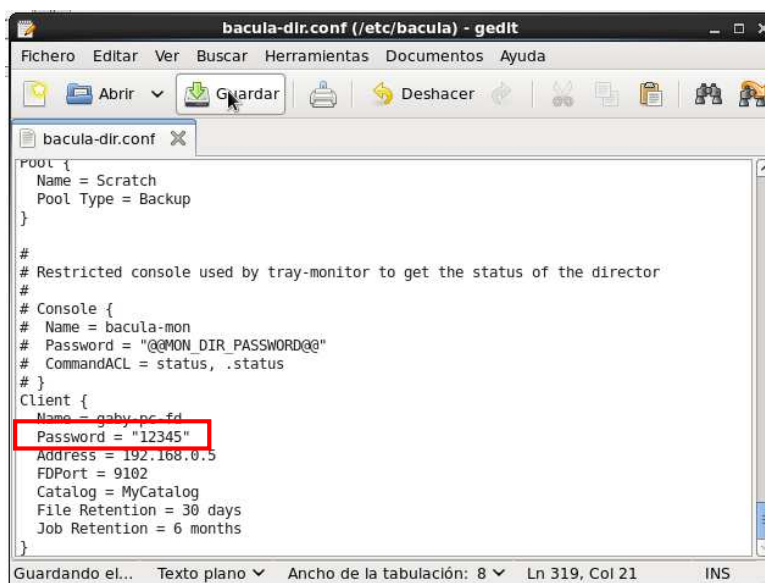 bacula-dir.conf (/etc/bacula) - gedit
Fichero Editar Ver Buscar Herramientas Documentos Ayuda
Abrir Guardar Deshacer
bacula-dir.conf
Pool {
  Name = Scratch
  Pool Type = Backup
}
#
# Restricted console used by tray-monitor to get the status of the director
#
# Console {
#  Name = bacula-mon
#  Password = "@@MON_DIR_PASSWORD@@"
#  CommandACL = status, .status
# }
Client {
  Name = gaby-pc-fd
  Password = "12345"
  Address = 192.168.0.5
  FDPort = 9102
  Catalog = MyCatalog
  File Retention = 30 days
  Job Retention = 6 months
}
Guardando el... Texto plano Ancho de la tabulación: 8 Ln 319, Col 21 INS